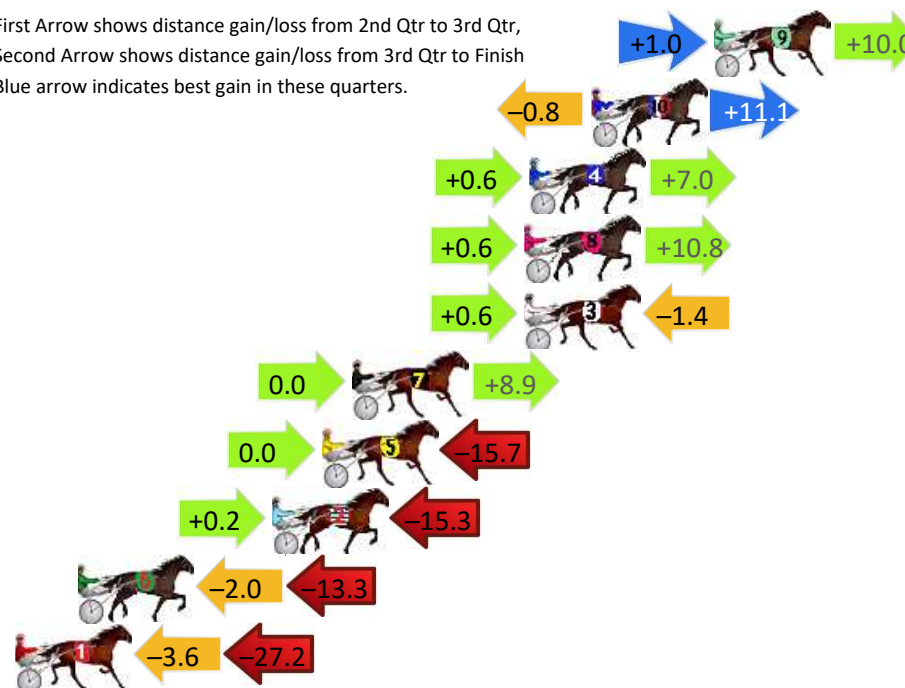 First Arrow shows distance gain/loss from 2nd Qtr to 3rd Qtr,
Second Arrow shows distance gain/loss from 3rd Qtr to Finish
Blue arrow indicates best gain in these quarters.
+1.0 9 +10.0
–0.8 10 +11.1
+0.6 4 +7.0
+0.6 8 +10.8
+0.6 3 –1.4
0.0 7 +8.9
0.0 5 –15.7
+0.2 2 –15.3
6 –2.0 –13.3
1 –3.6 –27.2